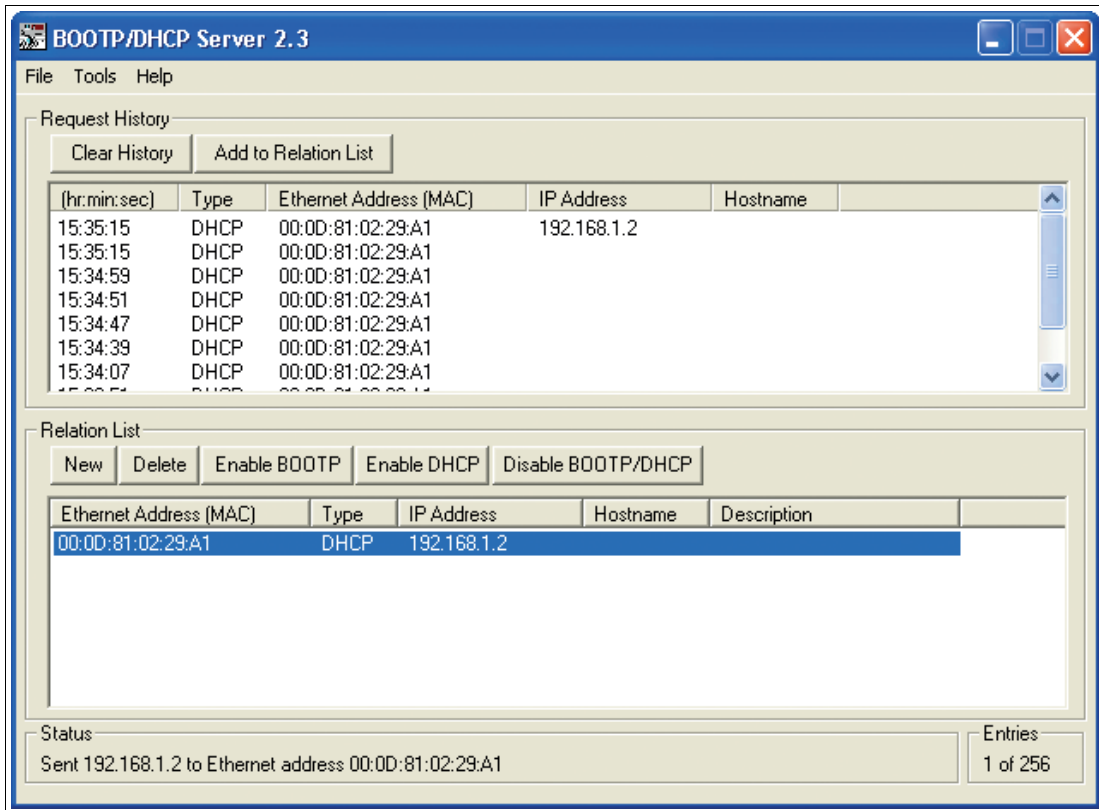 BOOTP/DHCP Server 2.3
File Tools Help
Request History
Clear History Add to Relation List
(hr:min:sec) Type Ethernet Address (MAC) IP Address Hostname
15:35:15 DHCP 00:0D:81:02:29:A1 192.168.1.2
15:35:15 DHCP 00:0D:81:02:29:A1
15:34:59 DHCP 00:0D:81:02:29:A1
15:34:51 DHCP 00:0D:81:02:29:A1
15:34:47 DHCP 00:0D:81:02:29:A1
15:34:39 DHCP 00:0D:81:02:29:A1
15:34:07 DHCP 00:0D:81:02:29:A1
Relation List
New Delete Enable BOOTP Enable DHCP Disable BOOTP/DHCP
Ethernet Address (MAC) Type IP Address Hostname Description
00:0D:81:02:29:A1 DHCP 192.168.1.2
Status Entries
Sent 192.168.1.2 to Ethernet address 00:0D:81:02:29:A1 1 of 256